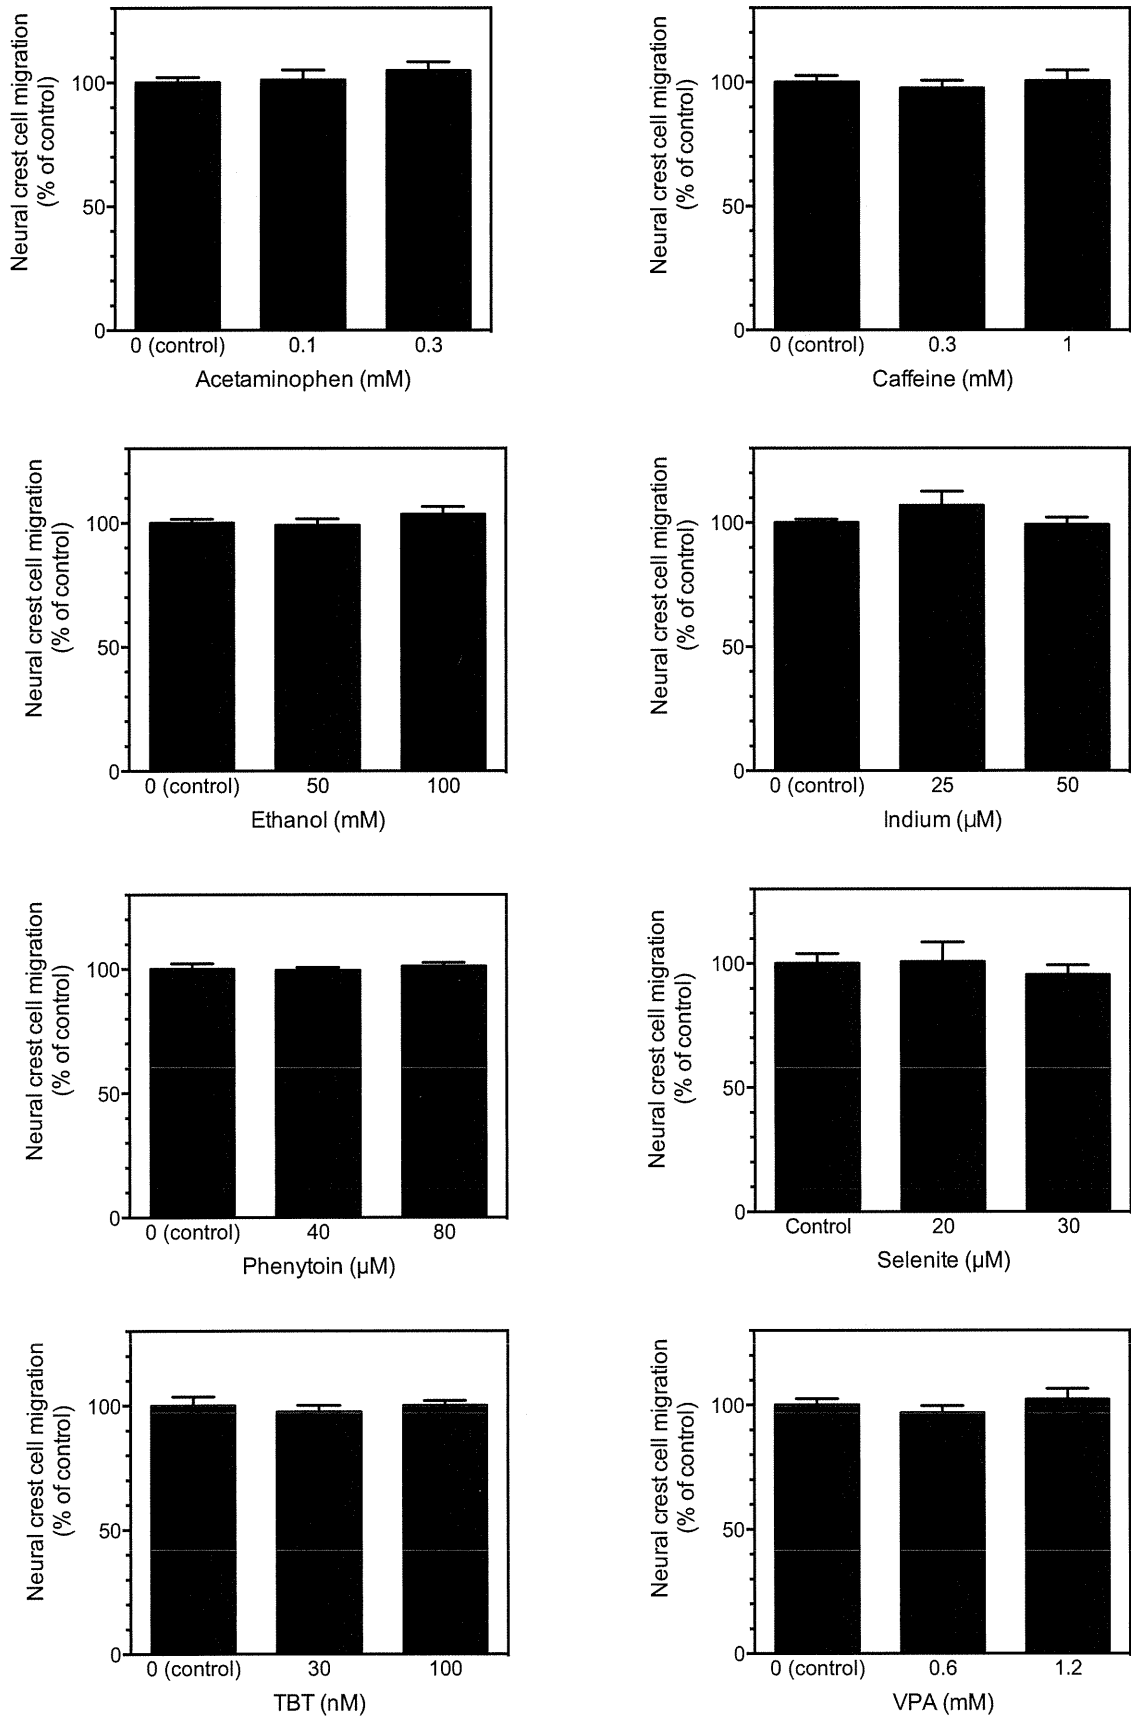 Neural crest cell migration
(% of control)
100
50
0
0 (control) 0.1 0.3
Acetaminophen (mM)
Neural crest cell migration
(% of control)
100
50
0
0 (control) 0.3 1
Caffeine (mM)
Neural crest cell migration
(% of control)
100
50
0
0 (control) 50 100
Ethanol (mM)
Neural crest cell migration
(% of control)
100
50
0
0 (control) 25 50
Indium (µM)
Neural crest cell migration
(% of control)
100
50
0
0 (control) 40 80
Phenytoin (µM)
Neural crest cell migration
(% of control)
100
50
0
Control 20 30
Selenite (µM)
Neural crest cell migration
(% of control)
100
50
0
0 (control) 30 100
TBT (nM)
Neural crest cell migration
(% of control)
100
50
0
0 (control) 0.6 1.2
VPA (mM)